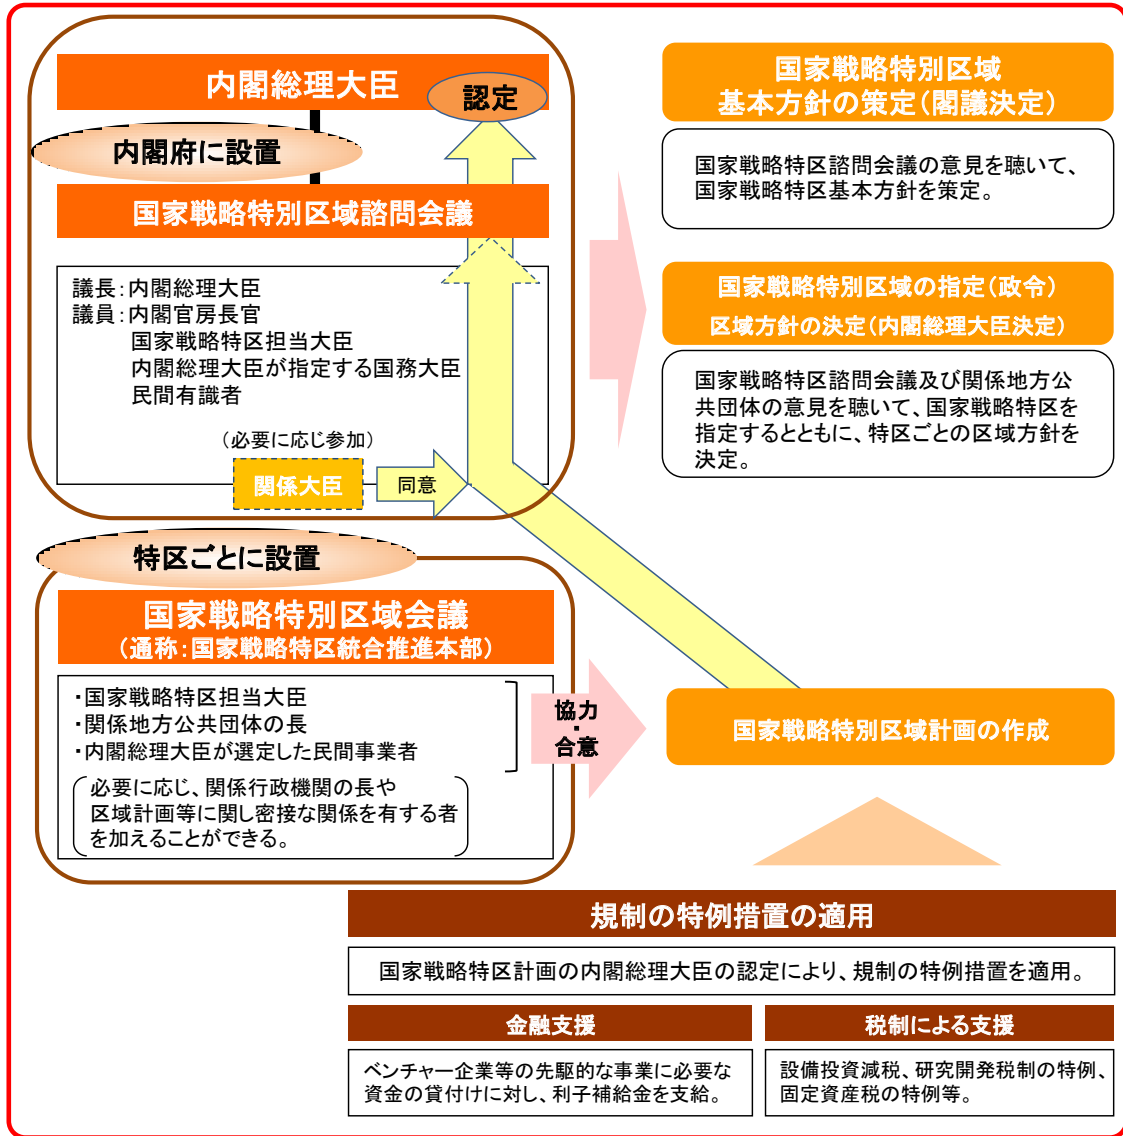 内閣総理大臣
認定
内閣府に設置
国家戦略特別区域諮問会議
議長：内閣総理大臣
議員：内閣官房長官
国家戦略特区担当大臣
内閣総理大臣が指定する国務大臣
民間有識者
（必要に応じ参加）
関係大臣
同意
国家戦略特別区域
基本方針の策定（閣議決定）
国家戦略特区諮問会議の意見を聴いて、
国家戦略特区基本方針を策定。
国家戦略特別区域の指定（政令）
区域方針の決定（内閣総理大臣決定）
国家戦略特区諮問会議及び関係地方公
共団体の意見を聴いて、国家戦略特区を
指定するとともに、特区ごとの区域方針を
決定。
特区ごとに設置
国家戦略特別区域会議
（通称：国家戦略特区統合推進本部）
・国家戦略特区担当大臣
・関係地方公共団体の長
・内閣総理大臣が選定した民間事業者
必要に応じ、関係行政機関の長や
区域計画等に関し密接な関係を有する者
を加えることができる。
協力
・
合意
国家戦略特別区域計画の作成
規制の特例措置の適用
国家戦略特区計画の内閣総理大臣の認定により、規制の特例措置を適用。
金融支援
ベンチャー企業等の先駆的な事業に必要な
資金の貸付けに対し、利子補給金を支給。
税制による支援
設備投資減税、研究開発税制の特例、
固定資産税の特例等。